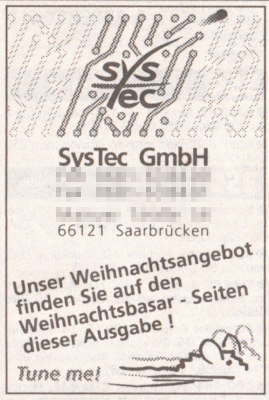 sys
tec
SysTec GmbH
66121 Saarbrücken
Unser Weihnachtsangebot
finden Sie auf den
Weihnachtsbasar - Seiten
dieser Ausgabe !
Tune me!